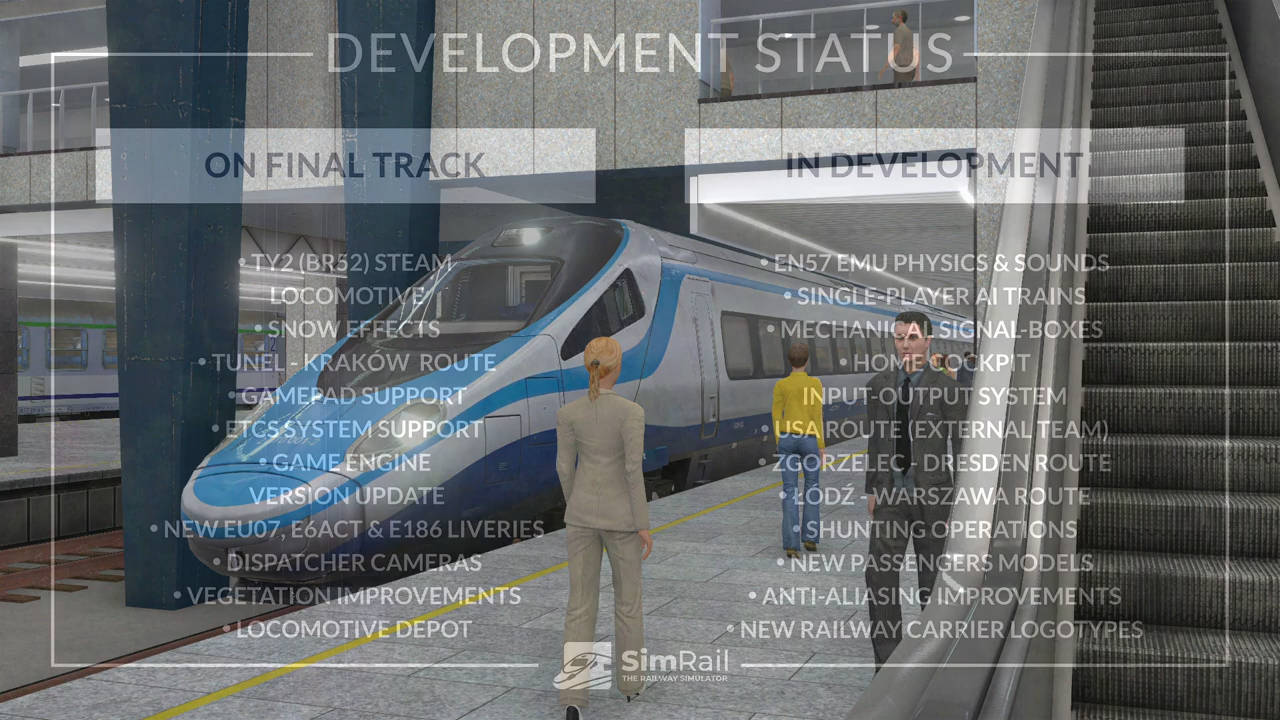 DEVELOPMENT STATUS
ON FINAL TRACK
• TY2 (BR52) STEAM
LOCOMOTIVE
• SNOW EFFECTS
• TUNEL - KRAKÓW ROUTE
• GAMEPAD SUPPORT
• ETCS SYSTEM SUPPORT
• GAME ENGINE
VERSION UPDATE
• NEW EU07, E6ACT & E186 LIVERIES
• DISPATCHER CAMERAS
• VEGETATION IMPROVEMENTS
• LOCOMOTIVE DEPOT
IN DEVELOPMENT
• EN57 EMU PHYSICS & SOUNDS
• SINGLE-PLAYER AI TRAINS
• MECHANICAL SIGNAL-BOXES
• HOME COCKPIT
INPUT-OUTPUT SYSTEM
• USA ROUTE (EXTERNAL TEAM)
• ZGORZELEC - DRESDEN ROUTE
• ŁÓDŹ - WARSZAWA ROUTE
• SHUNTING OPERATIONS
• NEW PASSENGERS MODELS
• ANTI-ALIASING IMPROVEMENTS
• NEW RAILWAY CARRIER LOGOTYPES
SimRail
THE RAILWAY SIMULATOR